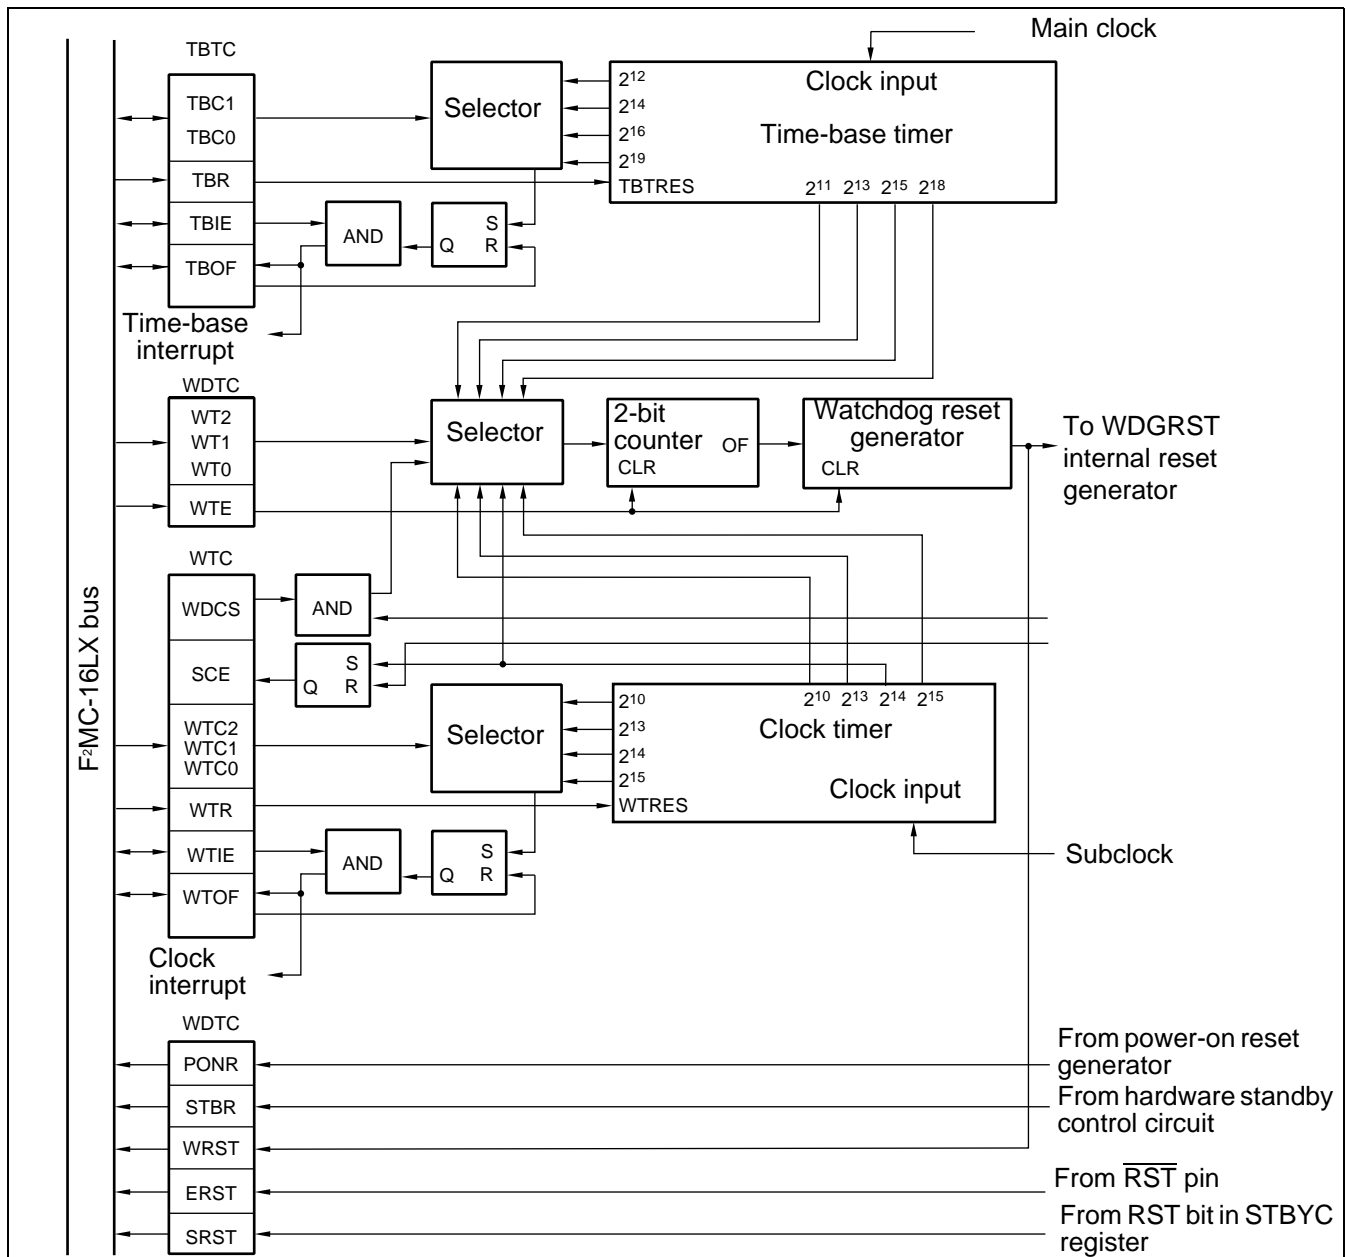 Main clock
TBTC
TBC1
TBC0
TBR
TBIE
TBOF
Selector
2¹²
2¹⁴
2¹⁶
2¹⁹
TBTRES
Clock input
Time-base timer
2¹¹ 2¹³ 2¹⁵ 2¹⁸
AND
S
Q R
Time-base
interrupt
WDTC
WT2
WT1
WT0
WTE
Selector
2-bit
counter
OF
CLR
Watchdog reset
generator
CLR
To WDGRST
internal reset
generator
F²MC-16LX bus
WTC
WDCS
SCE
WTC2
WTC1
WTC0
WTR
WTIE
WTOF
AND
S
Q R
Selector
2¹⁰
2¹³
2¹⁴
2¹⁵
WTRES
2¹⁰ 2¹³ 2¹⁴ 2¹⁵
Clock timer
Clock input
AND
S
Q R
Subclock
Clock
interrupt
WDTC
PONR
STBR
WRST
ERST
SRST
From power-on reset
generator
From hardware standby
control circuit
From R̅S̅T̅ pin
From RST bit in STBYC
register